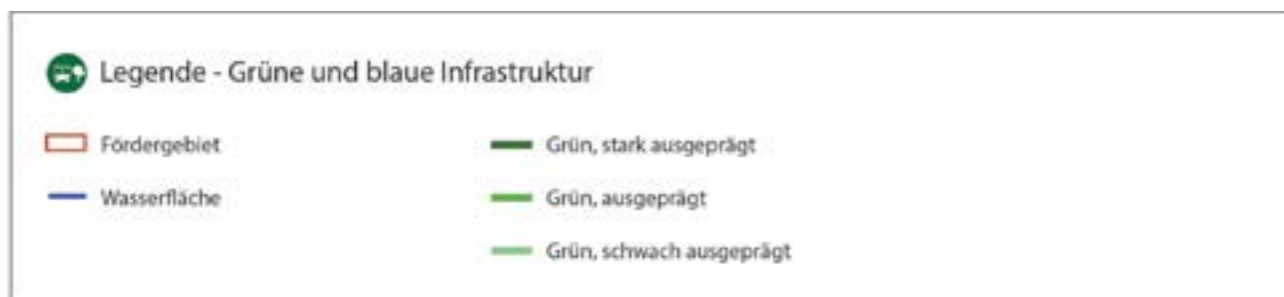 Legende - Grüne und blaue Infrastruktur
Fördergebiet
Wasserfläche
Grün, stark ausgeprägt
Grün, ausgeprägt
Grün, schwach ausgeprägt